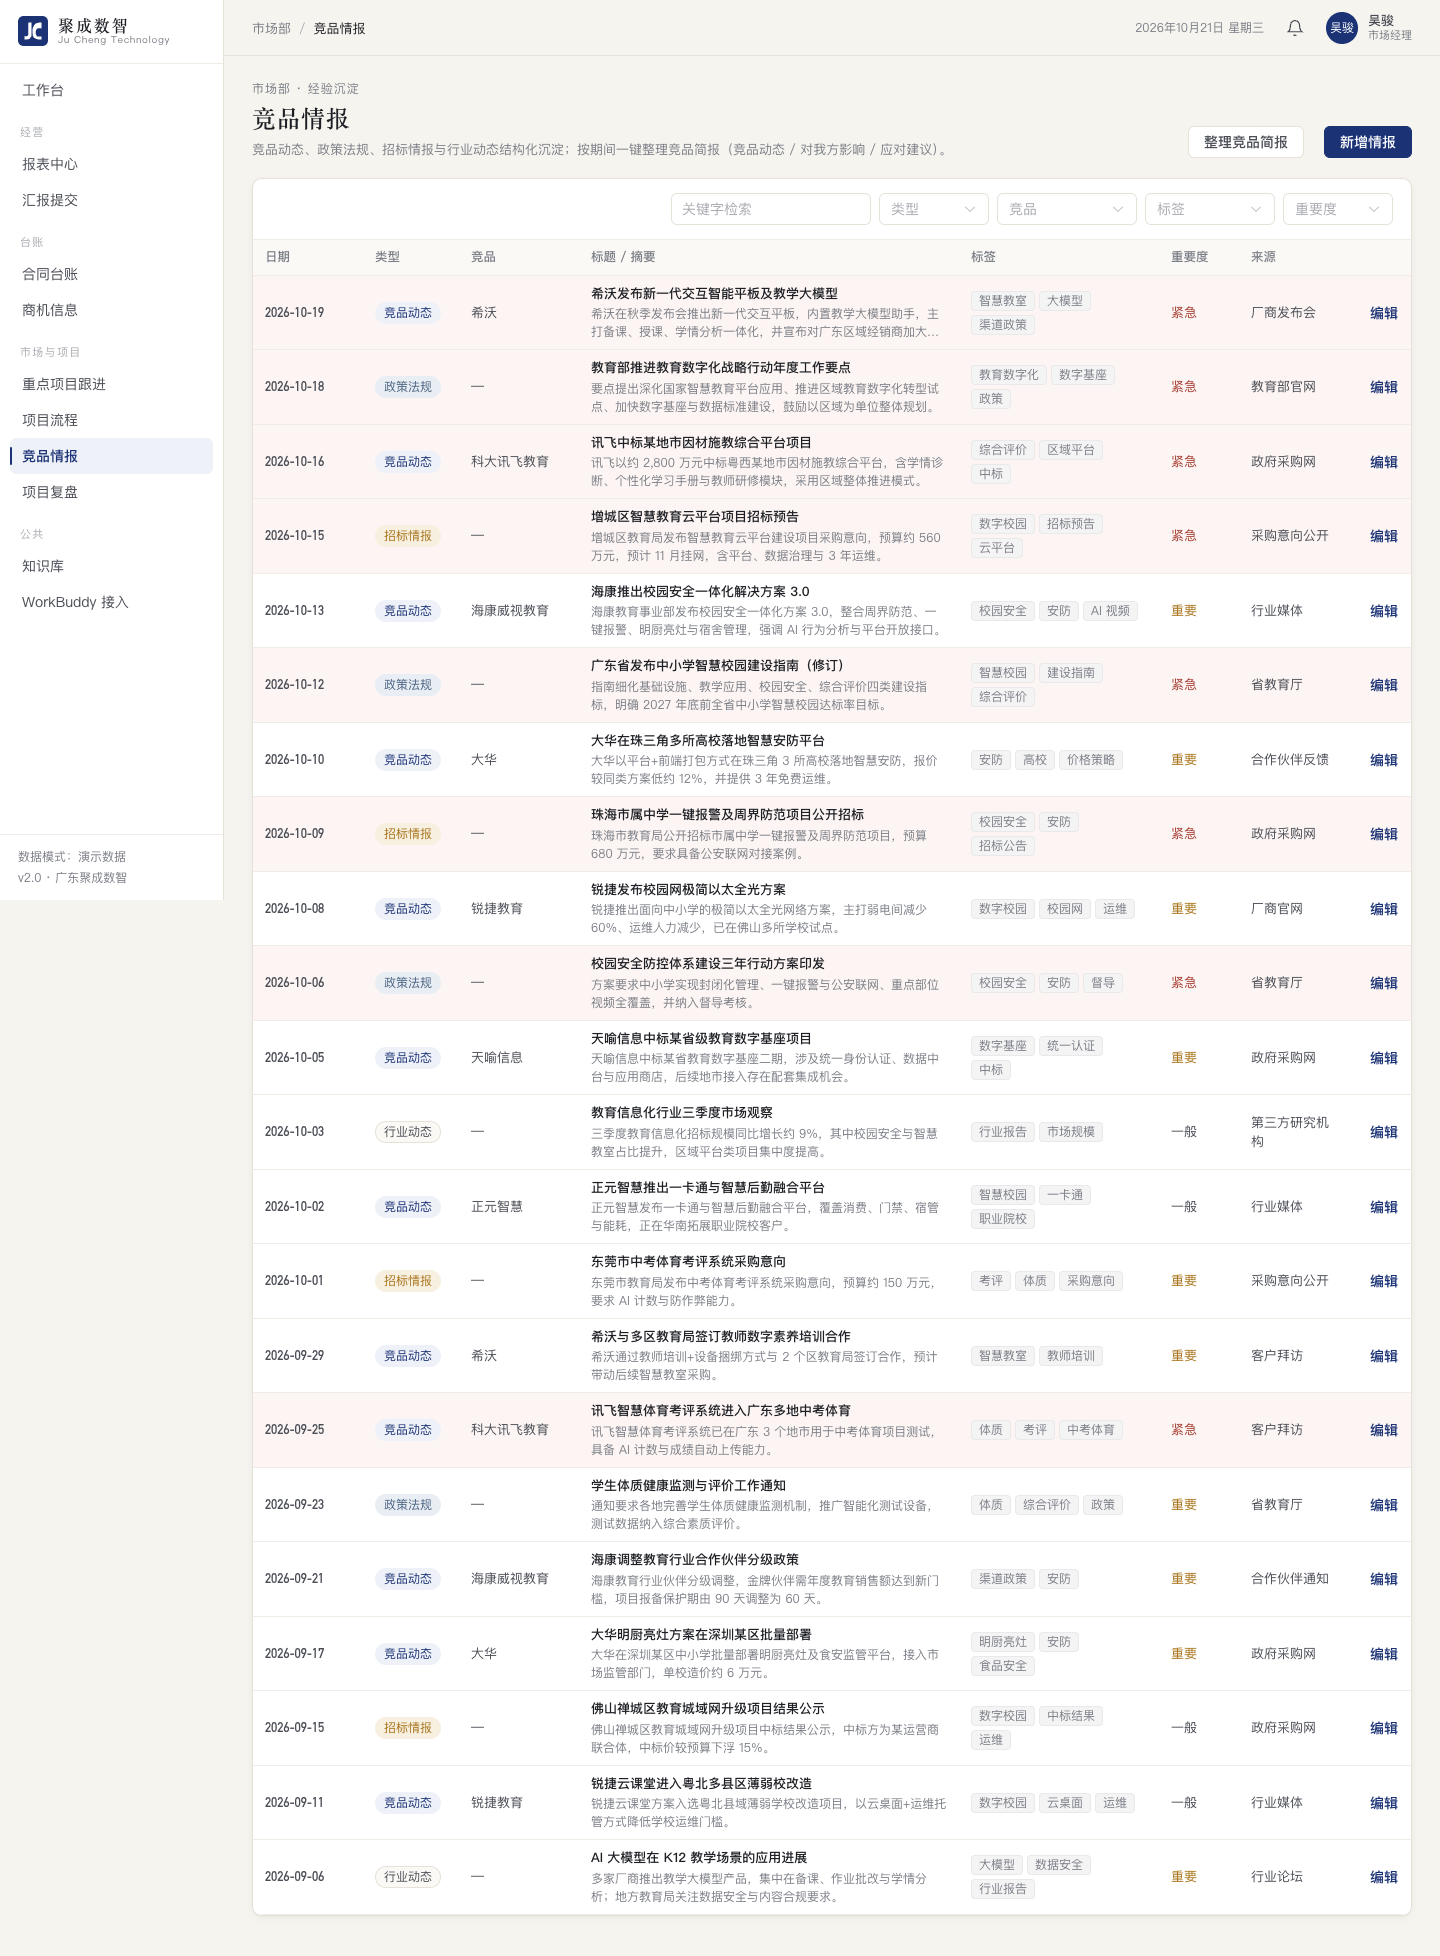 JC 聚成数智
Ju Cheng Technology
工作台
经营
报表中心
汇报提交
台账
合同台账
商机信息
市场与项目
重点项目跟进
项目流程
竞品情报
项目复盘
公共
知识库
WorkBuddy 接入
数据模式：演示数据
v2.0 · 广东聚成数智
市场部 / 竞品情报
2026年10月21日 星期三
吴骏
吴骏
市场经理
市场部 · 经验沉淀
竞品情报
竞品动态、政策法规、招标情报与行业动态结构化沉淀；按期间一键整理竞品简报（竞品动态 / 对我方影响 / 应对建议）。
整理竞品简报
新增情报
关键字检索 类型 竞品 标签 重要度
日期 类型 竞品 标题 / 摘要 标签 重要度 来源
2026-10-19 竞品动态 希沃
希沃发布新一代交互智能平板及教学大模型
希沃在秋季发布会推出新一代交互平板，内置教学大模型助手，主
打备课、授课、学情分析一体化，并宣布对广东区域经销商加大...
智慧教室 大模型
渠道政策
紧急 厂商发布会 编辑
2026-10-18 政策法规 —
教育部推进教育数字化战略行动年度工作要点
要点提出深化国家智慧教育平台应用、推进区域教育数字化转型试
点、加快数字基座与数据标准建设，鼓励以区域为单位整体规划。
教育数字化 数字基座
政策
紧急 教育部官网 编辑
2026-10-16 竞品动态 科大讯飞教育
讯飞中标某地市因材施教综合平台项目
讯飞以约 2,800 万元中标粤西某地市因材施教综合平台，含学情诊
断、个性化学习手册与教师研修模块，采用区域整体推进模式。
综合评价 区域平台
中标
紧急 政府采购网 编辑
2026-10-15 招标情报 —
增城区智慧教育云平台项目招标预告
增城区教育局发布智慧教育云平台建设项目采购意向，预算约 560
万元，预计 11 月挂网，含平台、数据治理与 3 年运维。
数字校园 招标预告
云平台
紧急 采购意向公开 编辑
2026-10-13 竞品动态 海康威视教育
海康推出校园安全一体化解决方案 3.0
海康教育事业部发布校园安全一体化方案 3.0，整合周界防范、一
键报警、明厨亮灶与宿舍管理，强调 AI 行为分析与平台开放接口。
校园安全 安防 AI 视频
重要 行业媒体 编辑
2026-10-12 政策法规 —
广东省发布中小学智慧校园建设指南（修订）
指南细化基础设施、教学应用、校园安全、综合评价四类建设指
标，明确 2027 年底前全省中小学智慧校园达标率目标。
智慧校园 建设指南
综合评价
紧急 省教育厅 编辑
2026-10-10 竞品动态 大华
大华在珠三角多所高校落地智慧安防平台
大华以平台+前端打包方式在珠三角 3 所高校落地智慧安防，报价
较同类方案低约 12%，并提供 3 年免费运维。
安防 高校 价格策略
重要 合作伙伴反馈 编辑
2026-10-09 招标情报 —
珠海市属中学一键报警及周界防范项目公开招标
珠海市教育局公开招标市属中学一键报警及周界防范项目，预算
680 万元，要求具备公安联网对接案例。
校园安全 安防
招标公告
紧急 政府采购网 编辑
2026-10-08 竞品动态 锐捷教育
锐捷发布校园网极简以太全光方案
锐捷推出面向中小学的极简以太全光网络方案，主打弱电间减少
60%、运维人力减少，已在佛山多所学校试点。
数字校园 校园网 运维
重要 厂商官网 编辑
2026-10-06 政策法规 —
校园安全防控体系建设三年行动方案印发
方案要求中小学实现封闭化管理、一键报警与公安联网、重点部位
视频全覆盖，并纳入督导考核。
校园安全 安防 督导
紧急 省教育厅 编辑
2026-10-05 竞品动态 天喻信息
天喻信息中标某省级教育数字基座项目
天喻信息中标某省教育数字基座二期，涉及统一身份认证、数据中
台与应用商店，后续地市接入存在配套集成机会。
数字基座 统一认证
中标
重要 政府采购网 编辑
2026-10-03 行业动态 —
教育信息化行业三季度市场观察
三季度教育信息化招标规模同比增长约 9%，其中校园安全与智慧
教室占比提升，区域平台类项目集中度提高。
行业报告 市场规模
一般 第三方研究机
构
编辑
2026-10-02 竞品动态 正元智慧
正元智慧推出一卡通与智慧后勤融合平台
正元智慧发布一卡通与智慧后勤融合平台，覆盖消费、门禁、宿管
与能耗，正在华南拓展职业院校客户。
智慧校园 一卡通
职业院校
一般 行业媒体 编辑
2026-10-01 招标情报 —
东莞市中考体育考评系统采购意向
东莞市教育局发布中考体育考评系统采购意向，预算约 150 万元，
要求 AI 计数与防作弊能力。
考评 体质 采购意向
重要 采购意向公开 编辑
2026-09-29 竞品动态 希沃
希沃与多区教育局签订教师数字素养培训合作
希沃通过教师培训+设备捆绑方式与 2 个区教育局签订合作，预计
带动后续智慧教室采购。
智慧教室 教师培训
重要 客户拜访 编辑
2026-09-25 竞品动态 科大讯飞教育
讯飞智慧体育考评系统进入广东多地中考体育
讯飞智慧体育考评系统已在广东 3 个地市用于中考体育项目测试，
具备 AI 计数与成绩自动上传能力。
体质 考评 中考体育
紧急 客户拜访 编辑
2026-09-23 政策法规 —
学生体质健康监测与评价工作通知
通知要求各地完善学生体质健康监测机制，推广智能化测试设备，
测试数据纳入综合素质评价。
体质 综合评价 政策
重要 省教育厅 编辑
2026-09-21 竞品动态 海康威视教育
海康调整教育行业合作伙伴分级政策
海康教育行业伙伴分级调整，金牌伙伴需年度教育销售额达到新门
槛，项目报备保护期由 90 天调整为 60 天。
渠道政策 安防
重要 合作伙伴通知 编辑
2026-09-17 竞品动态 大华
大华明厨亮灶方案在深圳某区批量部署
大华在深圳某区中小学批量部署明厨亮灶及食安监管平台，接入市
场监管部门，单校造价约 6 万元。
明厨亮灶 安防
食品安全
重要 政府采购网 编辑
2026-09-15 招标情报 —
佛山禅城区教育城域网升级项目结果公示
佛山禅城区教育城域网升级项目中标结果公示，中标方为某运营商
联合体，中标价较预算下浮 15%。
数字校园 中标结果
运维
一般 政府采购网 编辑
2026-09-11 竞品动态 锐捷教育
锐捷云课堂进入粤北多县区薄弱校改造
锐捷云课堂方案入选粤北县域薄弱学校改造项目，以云桌面+运维托
管方式降低学校运维门槛。
数字校园 云桌面 运维
一般 行业媒体 编辑
2026-09-06 行业动态 —
AI 大模型在 K12 教学场景的应用进展
多家厂商推出教学大模型产品，集中在备课、作业批改与学情分
析；地方教育局关注数据安全与内容合规要求。
大模型 数据安全
行业报告
重要 行业论坛 编辑